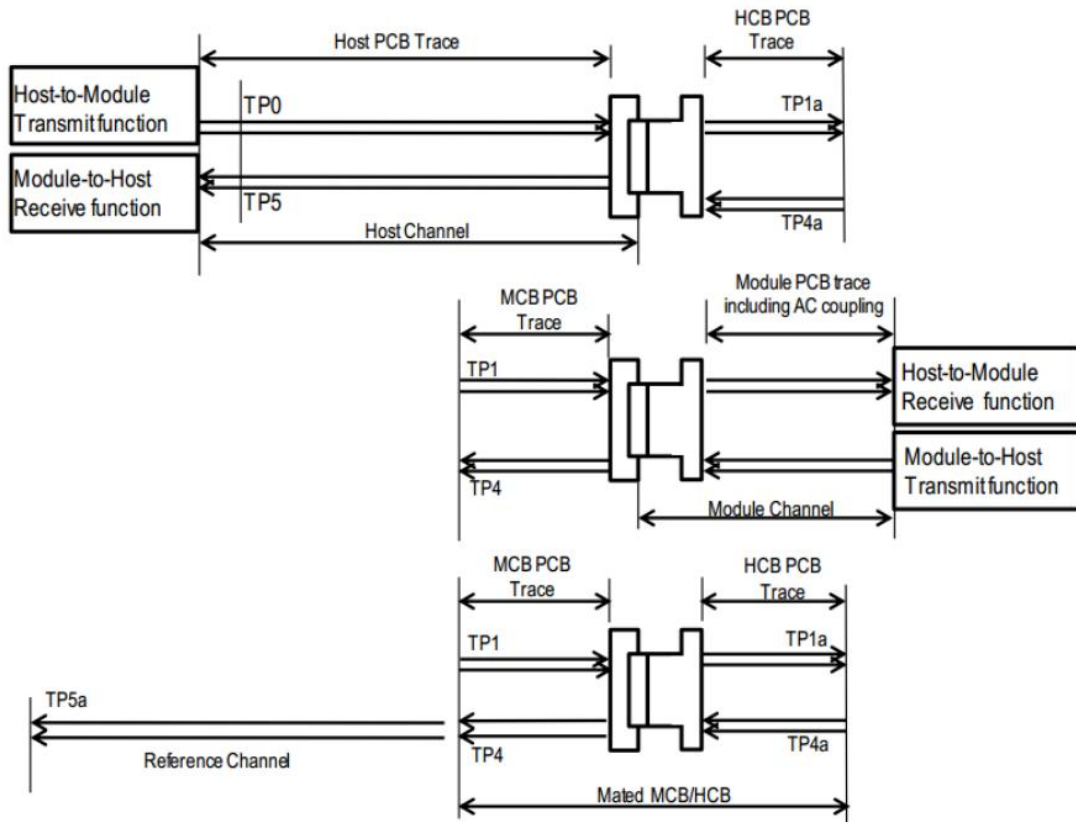 HCB PCB
Trace
Host PCB Trace
Host-to-Module
Transmit function
TP0
TP1a
Module-to-Host
Receive function
TP5
TP4a
Host Channel
MCB PCB
Trace
Module PCB trace
including AC coupling
TP1
Host-to-Module
Receive function
TP4
Module-to-Host
Transmit function
Module Channel
MCB PCB
Trace
HCB PCB
Trace
TP1
TP1a
TP5a
TP4
TP4a
Reference Channel
Mated MCB/HCB